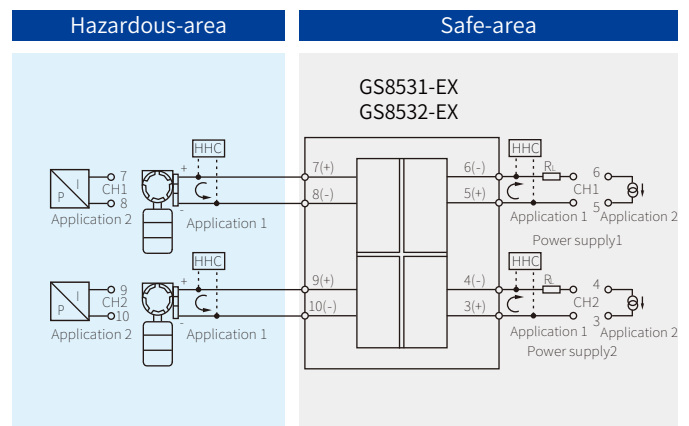 Hazardous-area
Safe-area
GS8531-EX
GS8532-EX
HHC
HHC
7
I
P
CH1
8
Application 2
+
-
Application 1
7(+)
8(-)
6(-)
5(+)
RL
6
CH1
5
Application 1
Application 2
Power supply1
HHC
HHC
9
I
P
CH2
10
Application 2
+
-
Application 1
9(+)
10(-)
4(-)
3(+)
RL
4
CH2
3
Application 1
Application 2
Power supply2